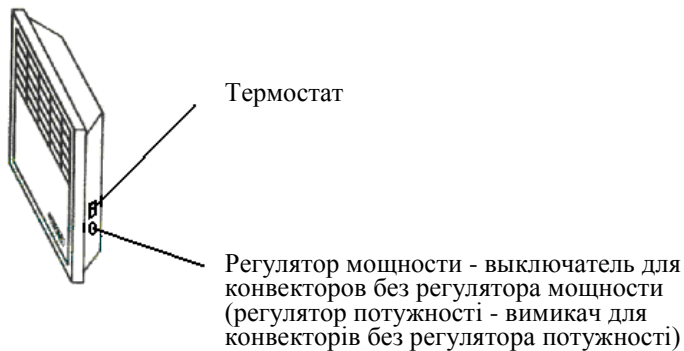 Термостат
Регулятор мощности - выключатель для
конвекторов без регулятора мощности
(регулятор потужності - вимикач для
конвекторів без регулятора потужності)